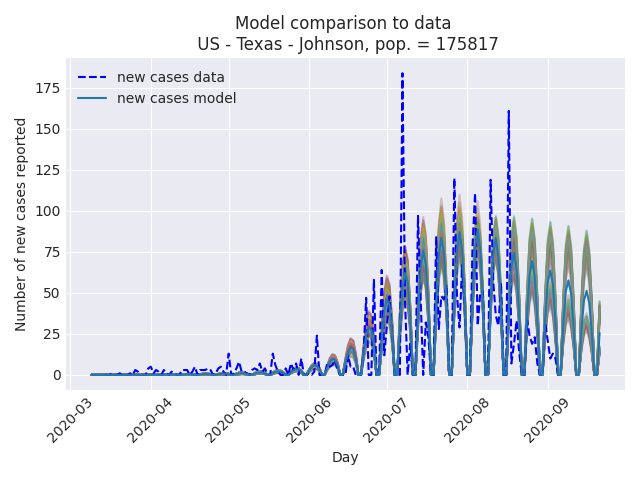 Model comparison to data
US - Texas - Johnson, pop. = 175817
new cases data
new cases model
Number of new cases reported
175
150
125
100
75
50
25
0
2020-03
2020-04
2020-05
2020-06
2020-07
2020-08
2020-09
Day